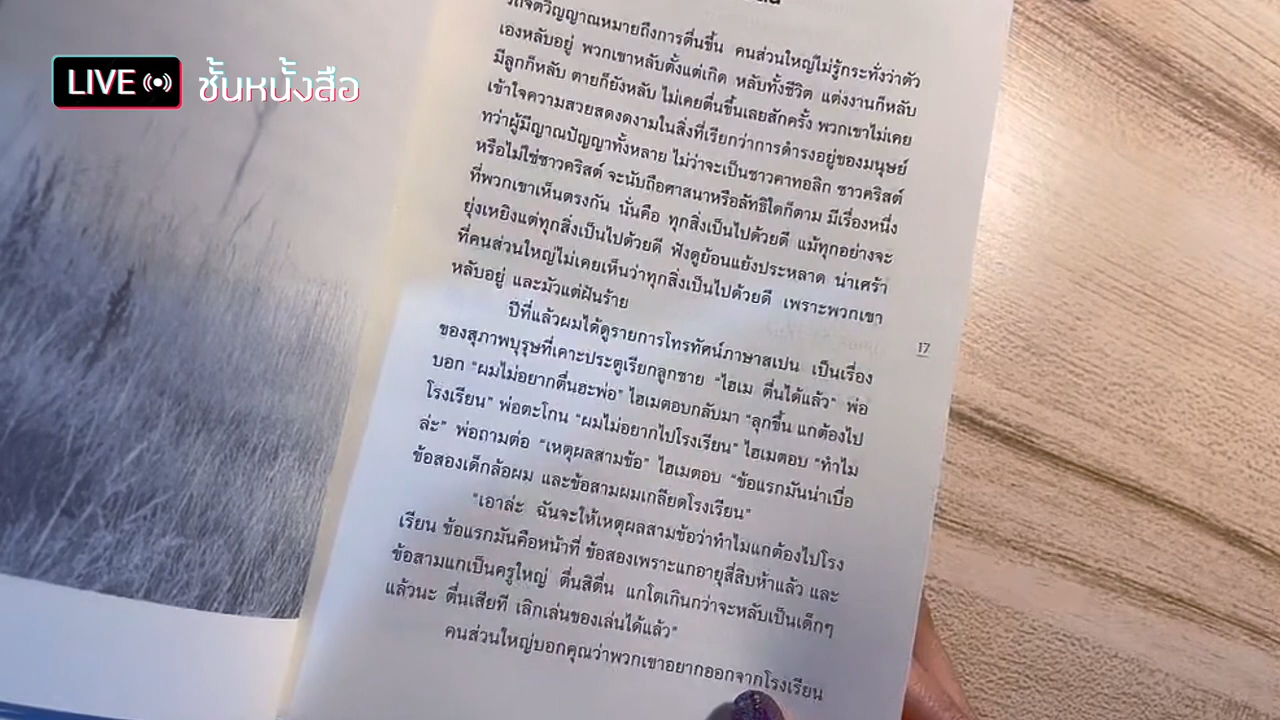 LIVE
ชั้นหนั้งสือ
จิตวิญญาณหมายถึงการตื่นขึ้น คนส่วนใหญ่ไม่รู้กระทั่งว่าตัว
เองหลับอยู่ พวกเขาหลับตั้งแต่เกิด หลับทั้งชีวิต แต่งงานก็หลับ
มีลูกก็หลับ ตายก็ยังหลับ ไม่เคยตื่นขึ้นเลยสักครั้ง พวกเขาไม่เคย
เข้าใจความสวยสดงดงามในสิ่งที่เรียกว่าการดำรงอยู่ของมนุษย์
ทว่าผู้มีญาณปัญญาทั้งหลาย ไม่ว่าจะเป็นชาวคาทอลิก ชาวคริสต์
หรือไม่ใช่ชาวคริสต์ จะนับถือศาสนาหรือลัทธิใดก็ตาม มีเรื่องหนึ่ง
ที่พวกเขาเห็นตรงกัน นั่นคือ ทุกสิ่งเป็นไปด้วยดี แม้ทุกอย่างจะ
ยุ่งเหยิงแต่ทุกสิ่งเป็นไปด้วยดี ฟังดูย้อนแย้งประหลาด น่าเศร้า
ที่คนส่วนใหญ่ไม่เคยเห็นว่าทุกสิ่งเป็นไปด้วยดี เพราะพวกเขา
หลับอยู่ และมัวแต่ฝันร้าย
ปีที่แล้วผมได้ดูรายการโทรทัศน์ภาษาสเปน เป็นเรื่อง
ของสุภาพบุรุษที่เคาะประตูเรียกลูกชาย “ไฮเม ตื่นได้แล้ว” พ่อ
บอก “ผมไม่อยากตื่นฮะพ่อ” ไฮเมตอบกลับมา “ลุกขึ้น แกต้องไป
โรงเรียน” พ่อตะโกน “ผมไม่อยากไปโรงเรียน” ไฮเมตอบ “ทำไม
ล่ะ” พ่อถามต่อ “เหตุผลสามข้อ” ไฮเมตอบ “ข้อแรกมันน่าเบื่อ
ข้อสองเด็กล้อผม และข้อสามผมเกลียดโรงเรียน”
“เอาล่ะ ฉันจะให้เหตุผลสามข้อว่าทำไมแกต้องไปโรง
เรียน ข้อแรกมันคือหน้าที่ ข้อสองเพราะแกอายุสี่สิบห้าแล้ว และ
ข้อสามแกเป็นครูใหญ่ ตื่นสิตื่น แกโตเกินกว่าจะหลับเป็นเด็กๆ
แล้วนะ ตื่นเสียที เลิกเล่นของเล่นได้แล้ว”
คนส่วนใหญ่บอกคุณว่าพวกเขาอยากออกจากโรงเรียน
17